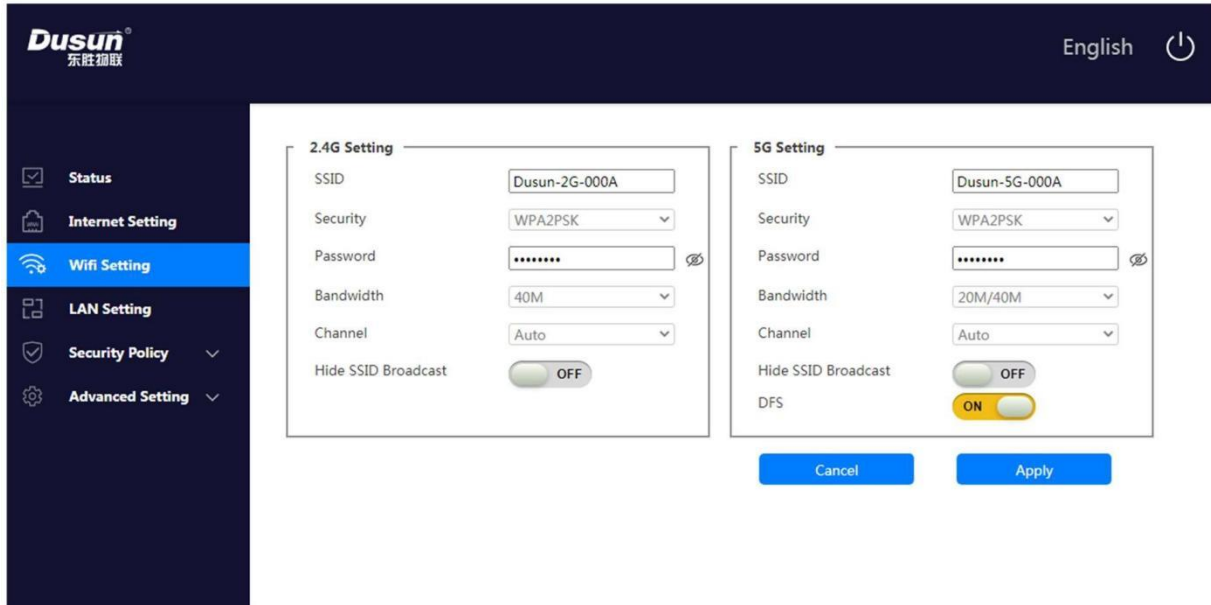 Dusun®
东胜物联
English
Status
Internet Setting
Wifi Setting
LAN Setting
Security Policy
Advanced Setting
2.4G Setting
SSID Dusun-2G-000A
Security WPA2PSK
Password ••••••••
Bandwidth 40M
Channel Auto
Hide SSID Broadcast OFF
5G Setting
SSID Dusun-5G-000A
Security WPA2PSK
Password ••••••••
Bandwidth 20M/40M
Channel Auto
Hide SSID Broadcast OFF
DFS ON
Cancel Apply